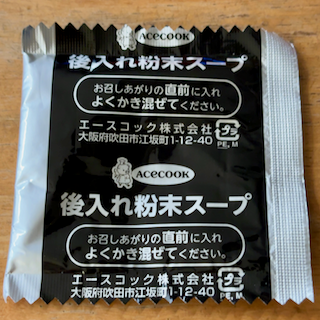 ACECOOK
後入れ粉末スープ
お召しあがりの直前に入れ
よくかき混ぜてください。
エースコック株式会社
大阪府吹田市江坂町1-12-40
プラ
PE, M
ACECOOK
後入れ粉末スープ
お召しあがりの直前に入れ
よくかき混ぜてください。
エースコック株式会社
大阪府吹田市江坂町1-12-40
プラ
PE, M